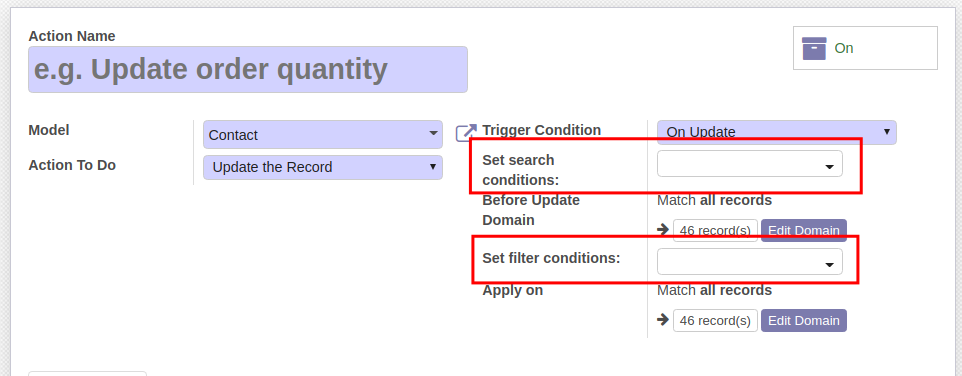 Action Name
On
e.g. Update order quantity
Model
Contact
Trigger Condition
On Update
Action To Do
Update the Record
Set search
conditions:
Before Update
Domain
Match all records
46 record(s)
Edit Domain
Set filter conditions:
Apply on
Match all records
46 record(s)
Edit Domain